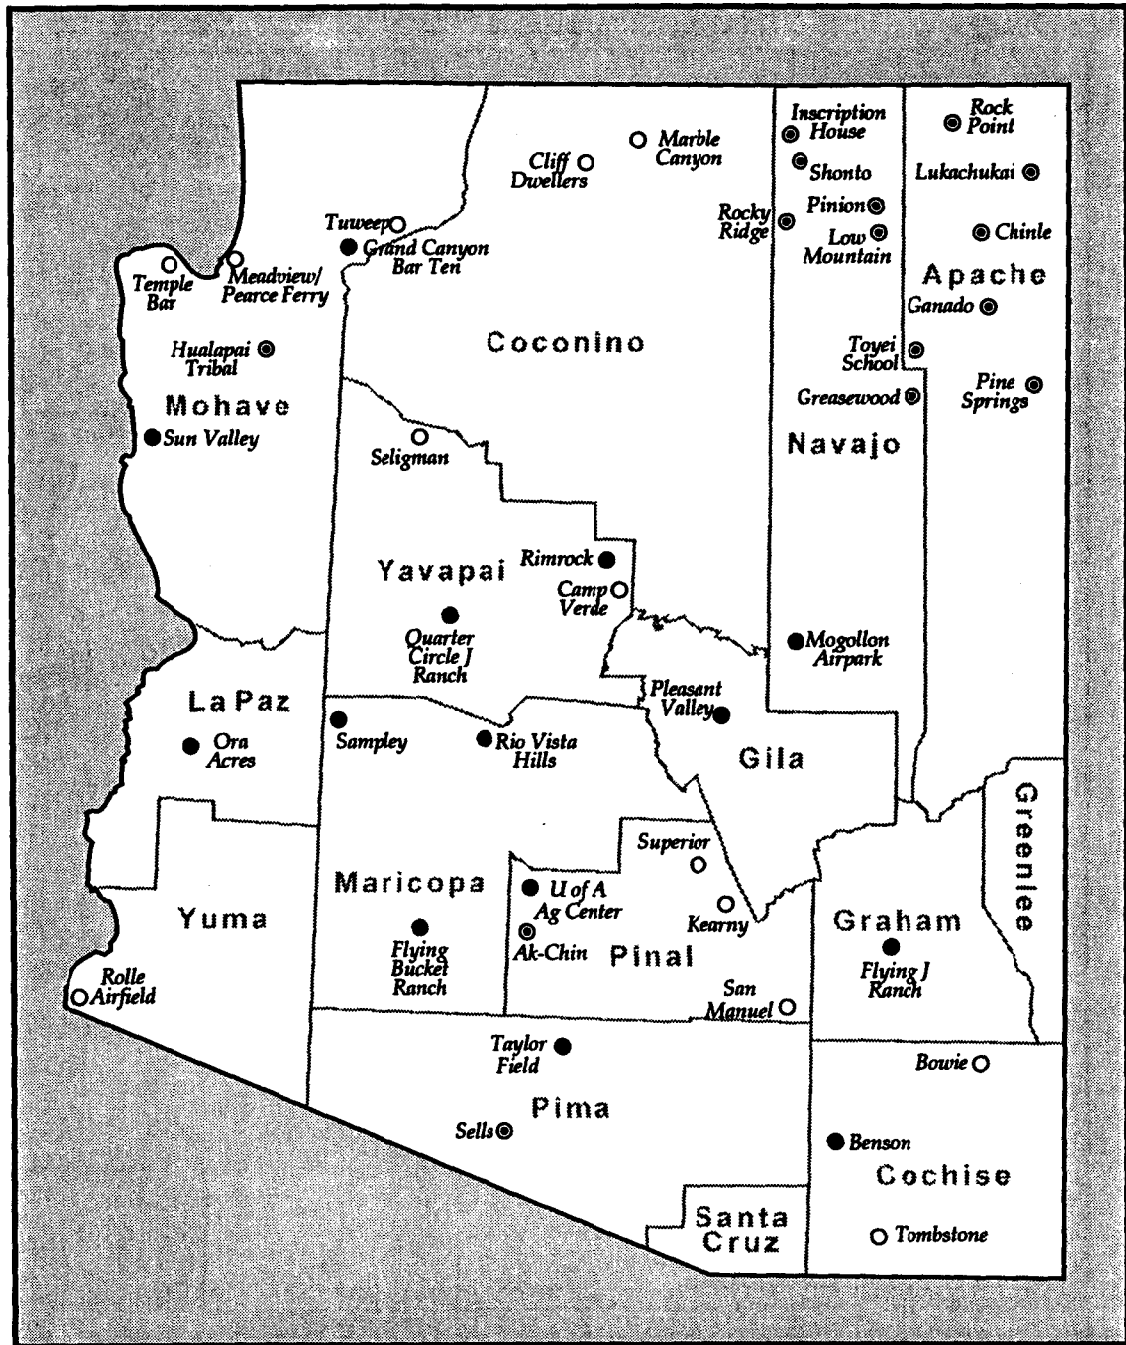 Inscription
House
Rock
Point
Marble
Canyon
Cliff
Dwellers
Shonto
Lukachukai
Pinion
Rocky
Ridge
Tuweep
Low
Mountain
Chinle
Grand Canyon
Bar Ten
Temple
Bar
Meadview/
Pearce Ferry
Apache
Ganado
Hualapai
Tribal
Coconino
Toyei
School
Pine
Springs
Greasewood
Mohave
Sun Valley
Seligman
Navajo
Rimrock
Yavapai
Camp
Verde
Quarter
Circle J
Ranch
Mogollon
Airpark
La Paz
Pleasant
Valley
Ora
Acres
Sampley
Rio Vista
Hills
Gila
Greenlee
Superior
Maricopa
U of A
Ag Center
Kearny
Yuma
Graham
Flying
Bucket
Ranch
Ak-Chin
Pinal
Flying J
Ranch
Rolle
Airfield
San
Manuel
Taylor
Field
Bowie
Pima
Sells
Benson
Cochise
Santa
Cruz
Tombstone